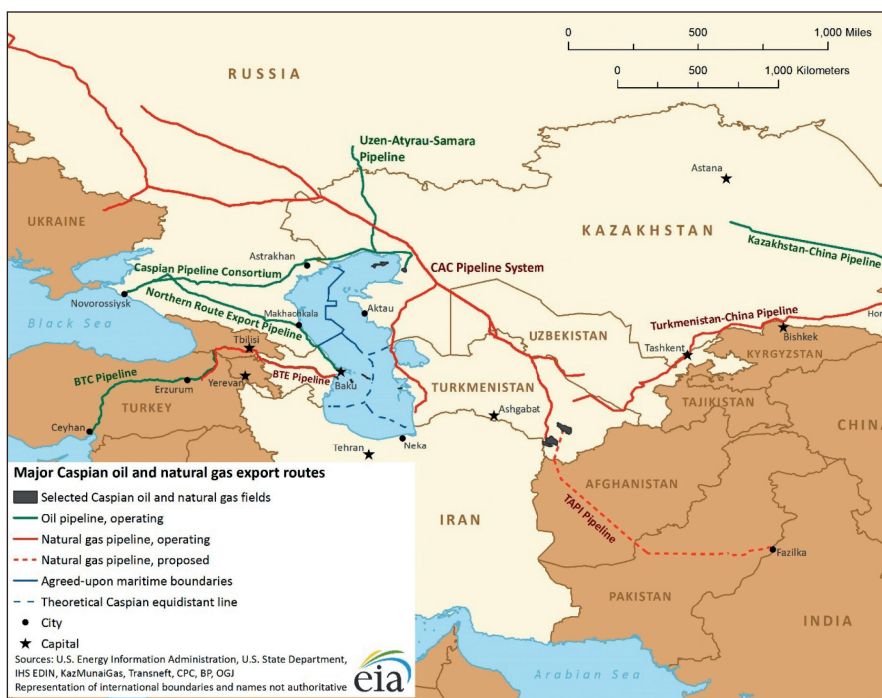 0 500 1,000 Miles
0 500 1,000 Kilometers
RUSSIA
Uzen-Atyrau-Samara
Pipeline
Astana
UKRAINE
KAZAKHSTAN
Kazakhstan-China Pipeline
Astrakhan
CAC Pipeline System
Caspian Pipeline Consortium
Novorossiysk
Northern Route Export Pipeline
Makhachkala
Aktau
Turkmenistan-China Pipeline
Black Sea
UZBEKISTAN
Bishkek
Tashkent
KYRGYZSTAN
Tbilisi
BTC Pipeline
Erzurum
Yerevan
BTE Pipeline
Baku
TURKMENISTAN
TAJIKISTAN
TURKEY
Ashgabat
CHINA
Ceyhan
Tehran
Neka
AFGHANISTAN
IRAN
TAPI Pipeline
Fazilka
PAKISTAN
INDIA
Arabian Sea
Major Caspian oil and natural gas export routes
Selected Caspian oil and natural gas fields
Oil pipeline, operating
Natural gas pipeline, operating
Natural gas pipeline, proposed
Agreed-upon maritime boundaries
Theoretical Caspian equidistant line
City
Capital
Sources: U.S. Energy Information Administration, U.S. State Department,
IHS EDIN, KazMunaiGas, Transneft, CPC, BP, OGJ
Representation of international boundaries and names not authoritative
eia